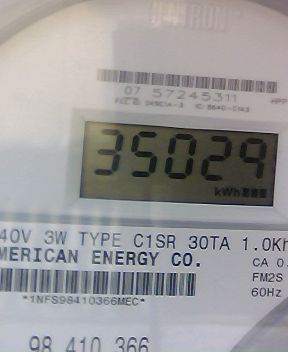 07 57245311
HPP
35029
kWh
40V 3W TYPE C1SR 30TA 1.0Kh
MERICAN ENERGY CO.
CA 0.
FM2S
60Hz
*1NFS98410366MEC*
98 410 366